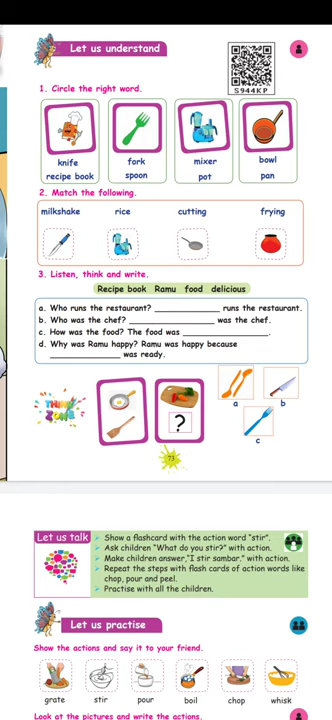 Let us understand
S944KP
1. Circle the right word.
knife fork mixer bowl
recipe book spoon pot pan
2. Match the following.
milkshake rice cutting frying
3. Listen, think and write.
Recipe book Ramu food delicious
a. Who runs the restaurant? ____________ runs the restaurant.
b. Who was the chef? ________________ was the chef.
c. How was the food? The food was ________________.
d. Why was Ramu happy? Ramu was happy because
_____________ was ready.
THINK ZONE
?
a b
c
73
Let us talk
➢ Show a flashcard with the action word "stir".
➢ Ask children "What do you stir?" with action.
➢ Make children answer,"I stir sambar." with action.
➢ Repeat the steps with flash cards of action words like
chop, pour and peel.
➢ Practise with all the children.
Let us practise
Show the actions and say it to your friend.
grate stir pour boil chop whisk
Look at the pictures and write the actions.